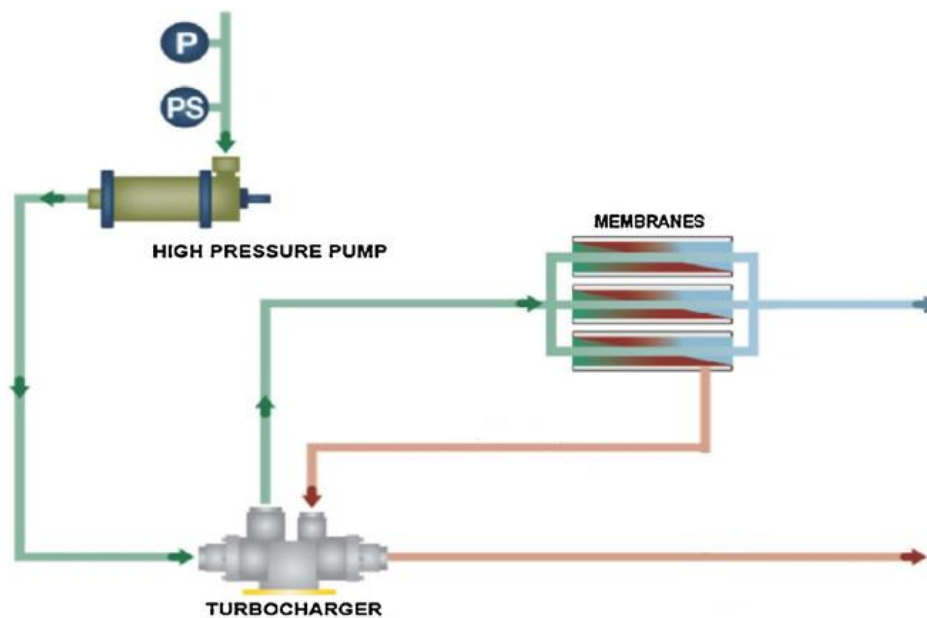 P
PS
HIGH PRESSURE PUMP
MEMBRANES
TURBOCHARGER